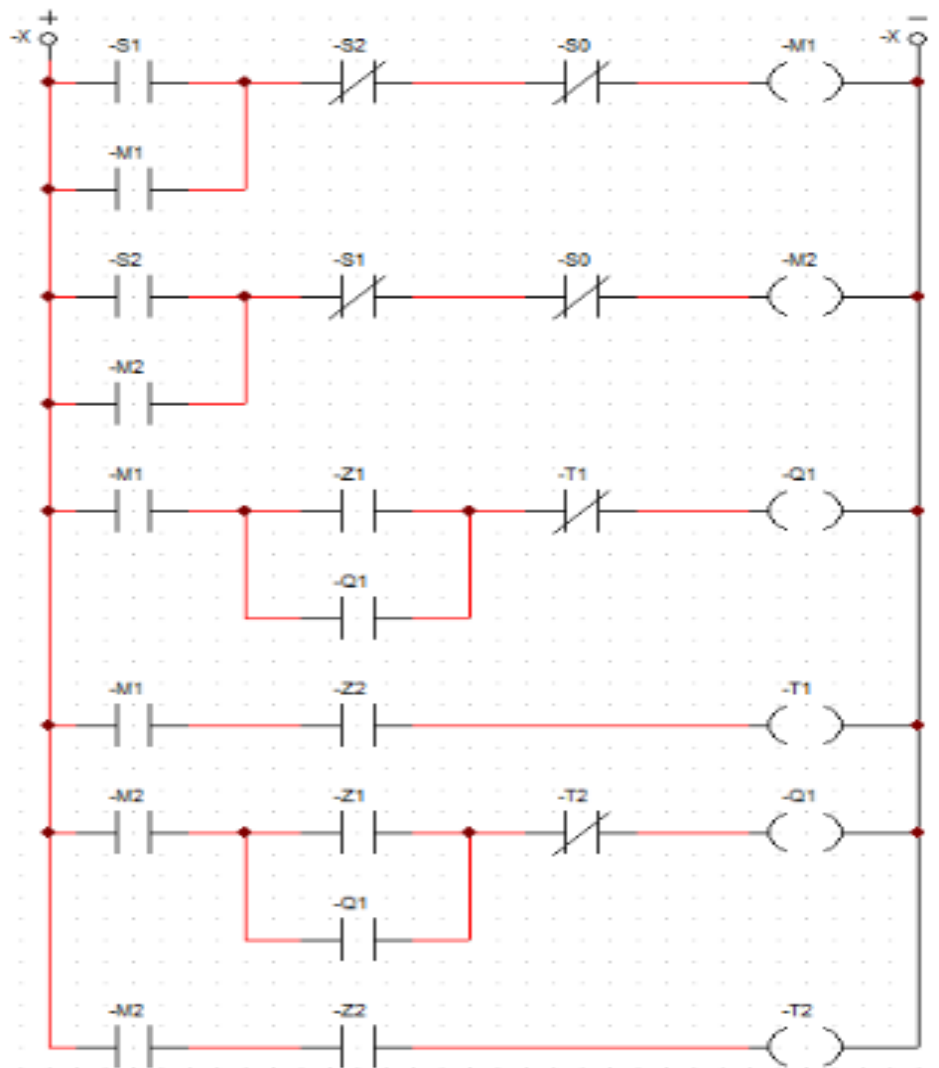 + −
-X -X
-S1 -S2 -S0 -M1
-M1
-S2 -S1 -S0 -M2
-M2
-M1 -Z1 -T1 -Q1
-Q1
-M1 -Z2 -T1
-M2 -Z1 -T2 -Q1
-Q1
-M2 -Z2 -T2